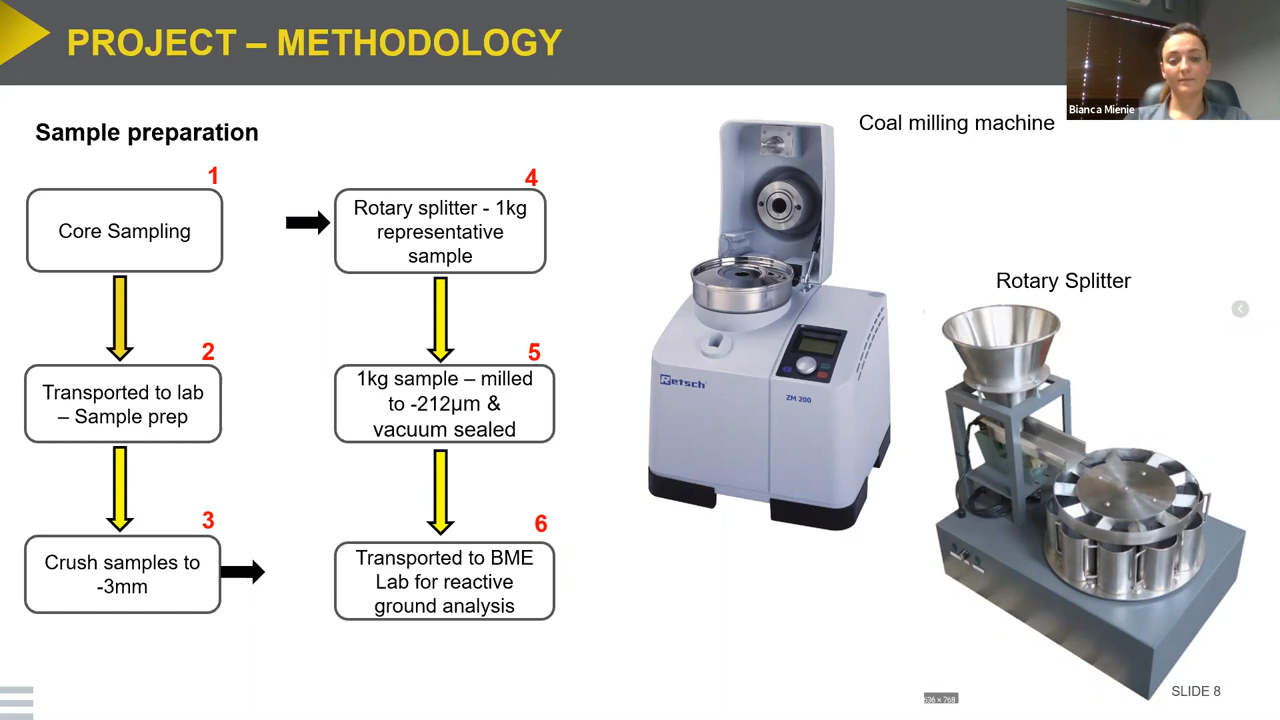 PROJECT – METHODOLOGY
Bianca Mienie
Sample preparation
1
Core Sampling
2
Transported to lab
– Sample prep
3
Crush samples to
-3mm
4
Rotary splitter - 1kg
representative
sample
5
1kg sample – milled
to -212µm &
vacuum sealed
6
Transported to BME
Lab for reactive
ground analysis
Coal milling machine
Retsch
ZM 200
Rotary Splitter
536 × 768
SLIDE 8